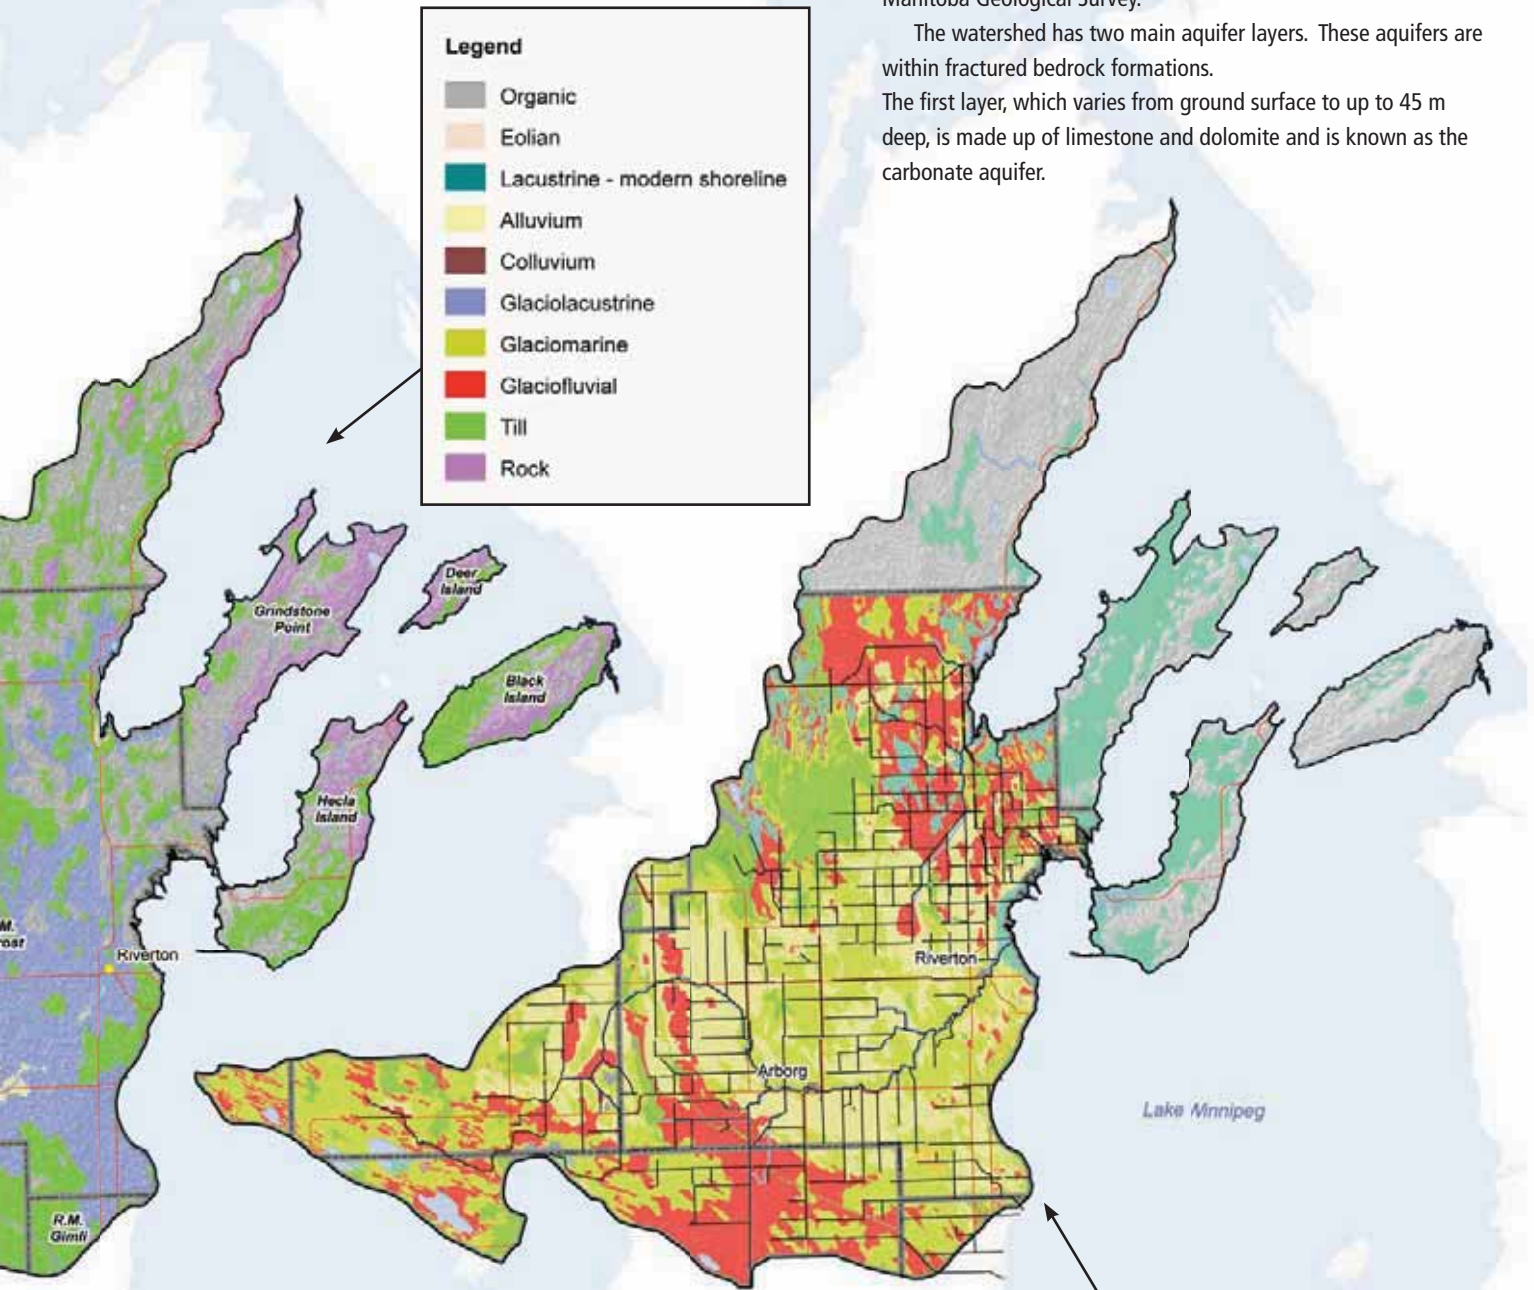 Manitoba Geological Survey.
The watershed has two main aquifer layers. These aquifers are
within fractured bedrock formations.
The first layer, which varies from ground surface to up to 45 m
deep, is made up of limestone and dolomite and is known as the
carbonate aquifer.
Legend
Organic
Eolian
Lacustrine - modern shoreline
Alluvium
Colluvium
Glaciolacustrine
Glaciomarine
Glaciofluvial
Till
Rock
Deer
Island
Grindstone
Point
Black
Island
Hecla
Island
Riverton
R.M.
Gimli
Riverton
Arborg
Lake Winnipeg